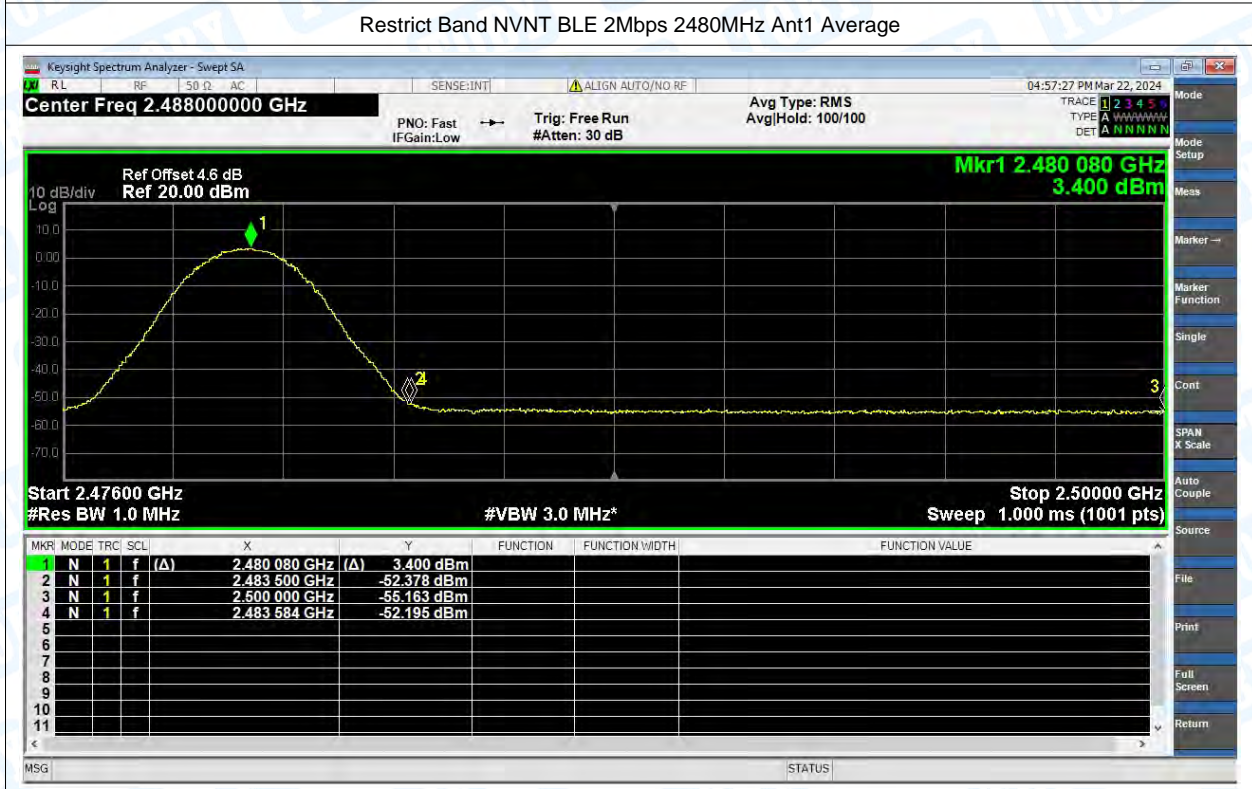 Restrict Band NVNT BLE 2Mbps 2480MHz Ant1 Average
Keysight Spectrum Analyzer - Swept SA
LXI RL RF 50 Ω AC SENSE:INT ALIGN AUTO/NO RF 04:57:27 PM Mar 22, 2024
Center Freq 2.488000000 GHz
PNO: Fast
IFGain:Low
Trig: Free Run
#Atten: 30 dB
Avg Type: RMS
Avg|Hold: 100/100
TRACE 1 2 3 4 5 6
TYPE A WWWWW
DET A N N N N N
Ref Offset 4.6 dB
10 dB/div Ref 20.00 dBm
Log
Mkr1 2.480 080 GHz
3.400 dBm
10.0
0.00
-10.0
-20.0
-30.0
-40.0
-50.0
-60.0
-70.0
1
2
4
3
Start 2.47600 GHz
Stop 2.50000 GHz
#Res BW 1.0 MHz
#VBW 3.0 MHz*
Sweep 1.000 ms (1001 pts)
MKR MODE TRC SCL X Y FUNCTION FUNCTION WIDTH FUNCTION VALUE
1 N 1 f (Δ) 2.480 080 GHz (Δ) 3.400 dBm
2 N 1 f 2.483 500 GHz -52.378 dBm
3 N 1 f 2.500 000 GHz -55.163 dBm
4 N 1 f 2.483 584 GHz -52.195 dBm
5
6
7
8
9
10
11
MSG
STATUS
Mode
Mode
Setup
Meas
Marker →
Marker
Function
Single
Cont
SPAN
X Scale
Auto
Couple
Source
File
Print
Full
Screen
Return